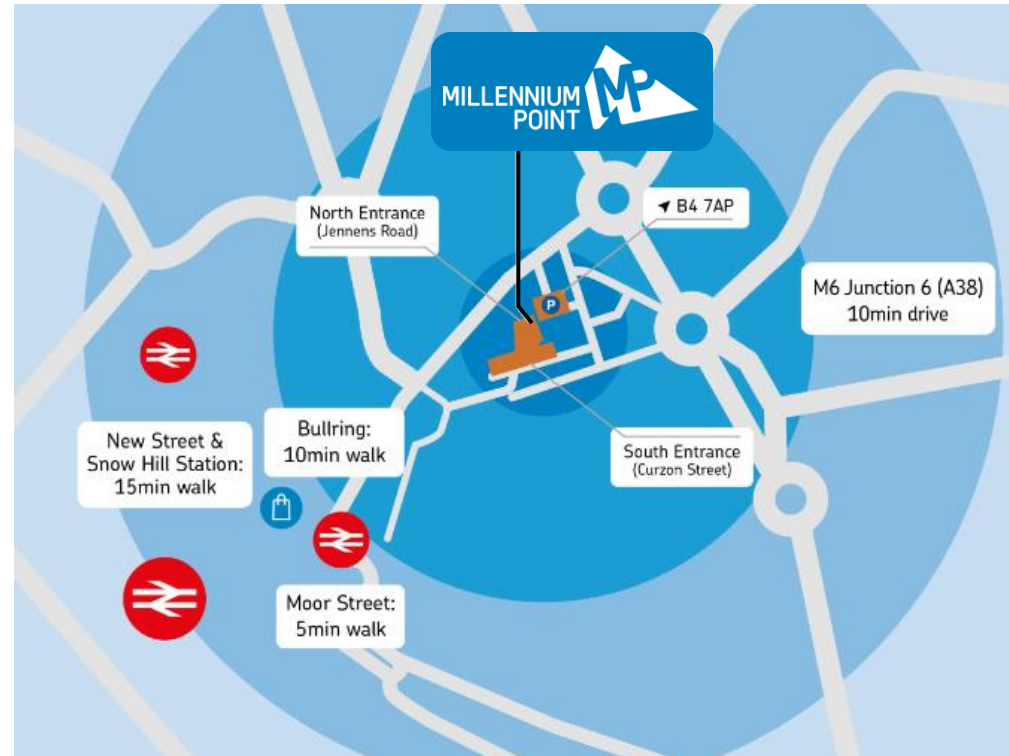 MILLENNIUM
POINT
MP
North Entrance
(Jennens Road)
B4 7AP
P
M6 Junction 6 (A38)
10min drive
New Street &
Snow Hill Station:
15min walk
Bullring:
10min walk
South Entrance
(Curzon Street)
Moor Street:
5min walk